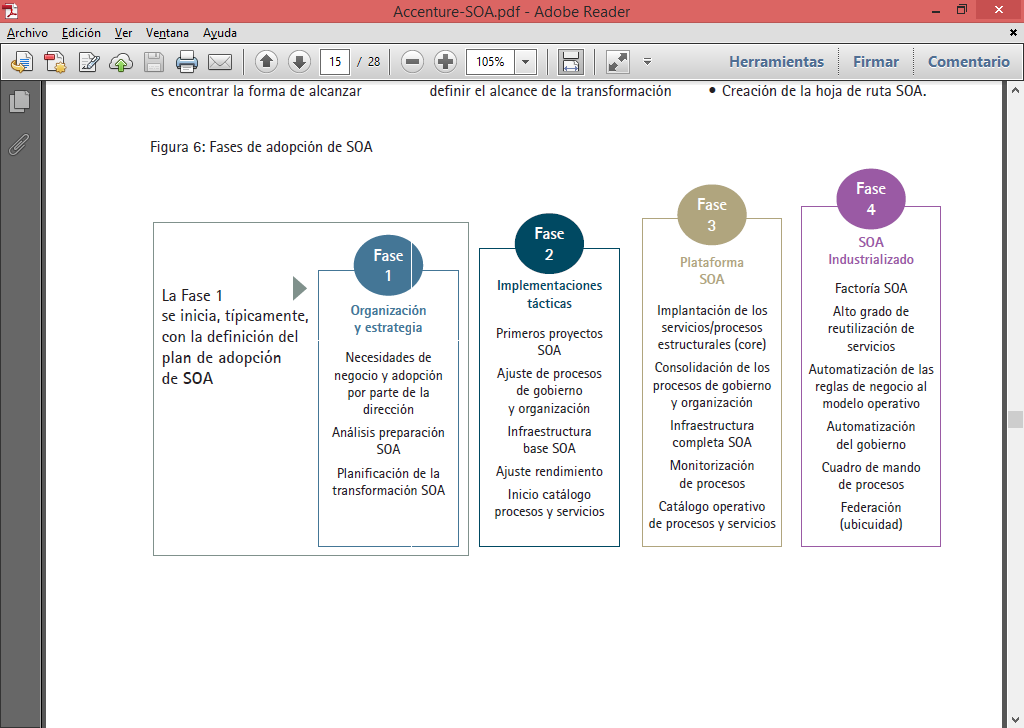 Accenture-SOA.pdf - Adobe Reader
Archivo Edición Ver Ventana Ayuda
15 / 28 105% Herramientas Firmar Comentario
es encontrar la forma de alcanzar
definir el alcance de la transformación
• Creación de la hoja de ruta SOA.
Figura 6: Fases de adopción de SOA
La Fase 1
se inicia, típicamente,
con la definición del
plan de adopción
de SOA
Fase
1
Organización
y estrategia
Necesidades de
negocio y adopción
por parte de la
dirección
Análisis preparación
SOA
Planificación de la
transformación SOA
Fase
2
Implementaciones
tácticas
Primeros proyectos
SOA
Ajuste de procesos
de gobierno
y organización
Infraestructura
base SOA
Ajuste rendimiento
Inicio catálogo
procesos y servicios
Fase
3
Plataforma
SOA
Implantación de los
servicios/procesos
estructurales (core)
Consolidación de los
procesos de gobierno
y organización
Infraestructura
completa SOA
Monitorización
de procesos
Catálogo operativo
de procesos y servicios
Fase
4
SOA
Industrializado
Factoría SOA
Alto grado de
reutilización de
servicios
Automatización de las
reglas de negocio al
modelo operativo
Automatización
del gobierno
Cuadro de mando
de procesos
Federación
(ubicuidad)